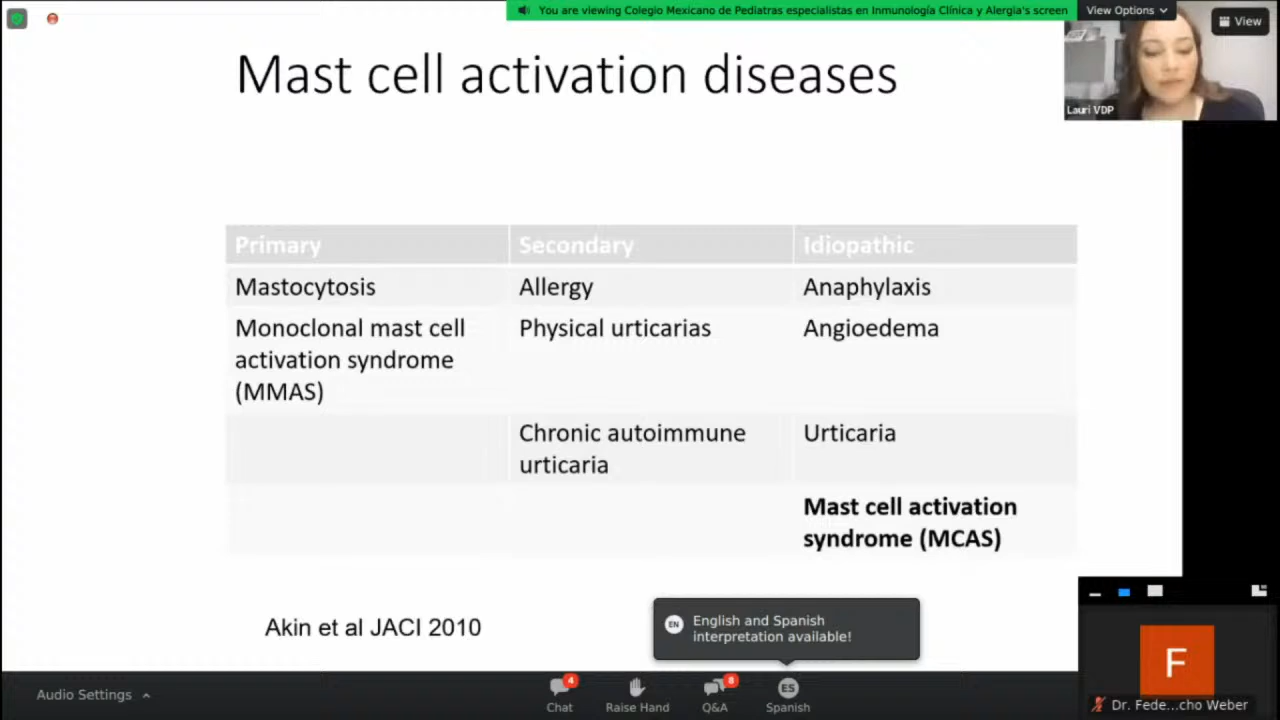 You are viewing Colegio Mexicano de Pediatras especialistas en Inmunología Clínica y Alergia's screen
View Options
View
Lauri VDP
Mast cell activation diseases
Primary
Secondary
Idiopathic
Mastocytosis
Allergy
Anaphylaxis
Monoclonal mast cell
activation syndrome
(MMAS)
Physical urticarias
Angioedema
Chronic autoimmune
urticaria
Urticaria
Mast cell activation
syndrome (MCAS)
Akin et al JACI 2010
EN
English and Spanish
interpretation available!
F
Dr. Fede...cho Weber
Audio Settings
4
Chat
Raise Hand
8
Q&A
ES
Spanish